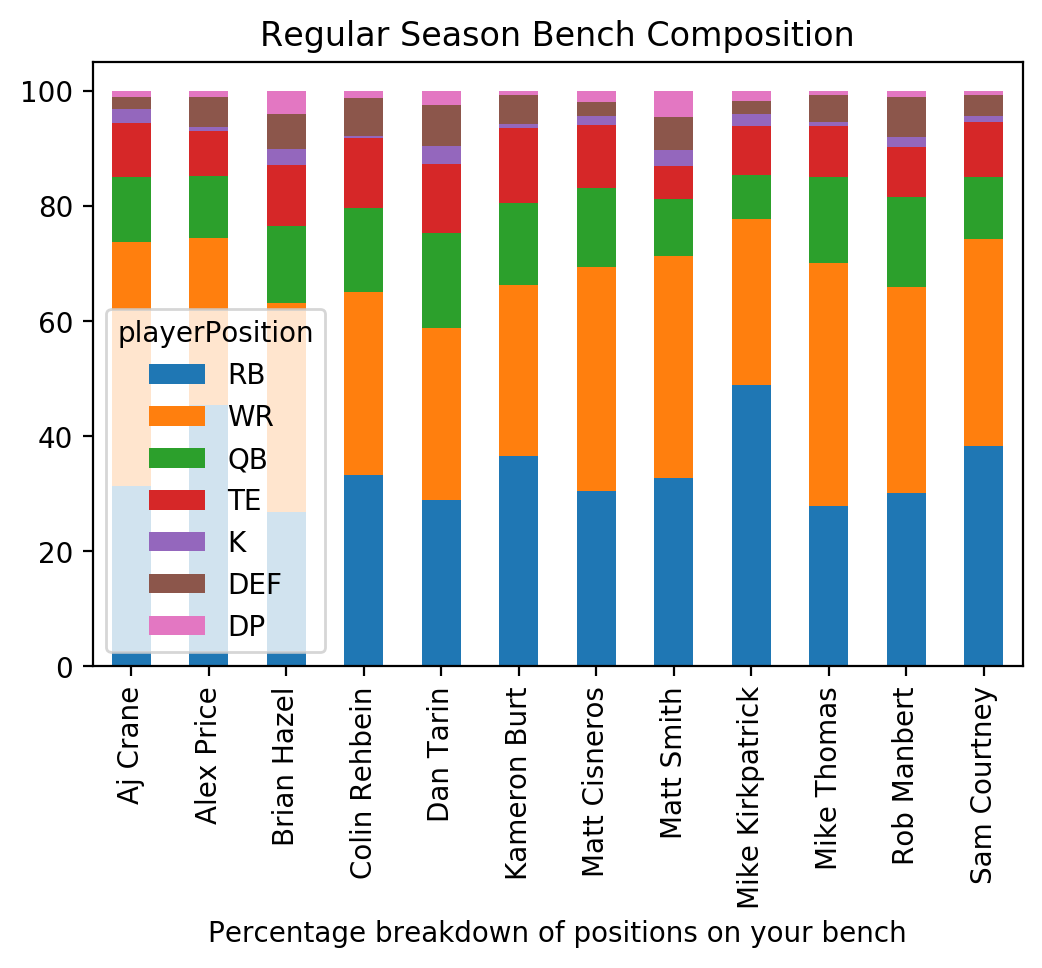 Regular Season Bench Composition
100
80
60
40
20
0
playerPosition
RB
WR
QB
TE
K
DEF
DP
Aj Crane
Alex Price
Brian Hazel
Colin Rehbein
Dan Tarin
Kameron Burt
Matt Cisneros
Matt Smith
Mike Kirkpatrick
Mike Thomas
Rob Manbert
Sam Courtney
Percentage breakdown of positions on your bench